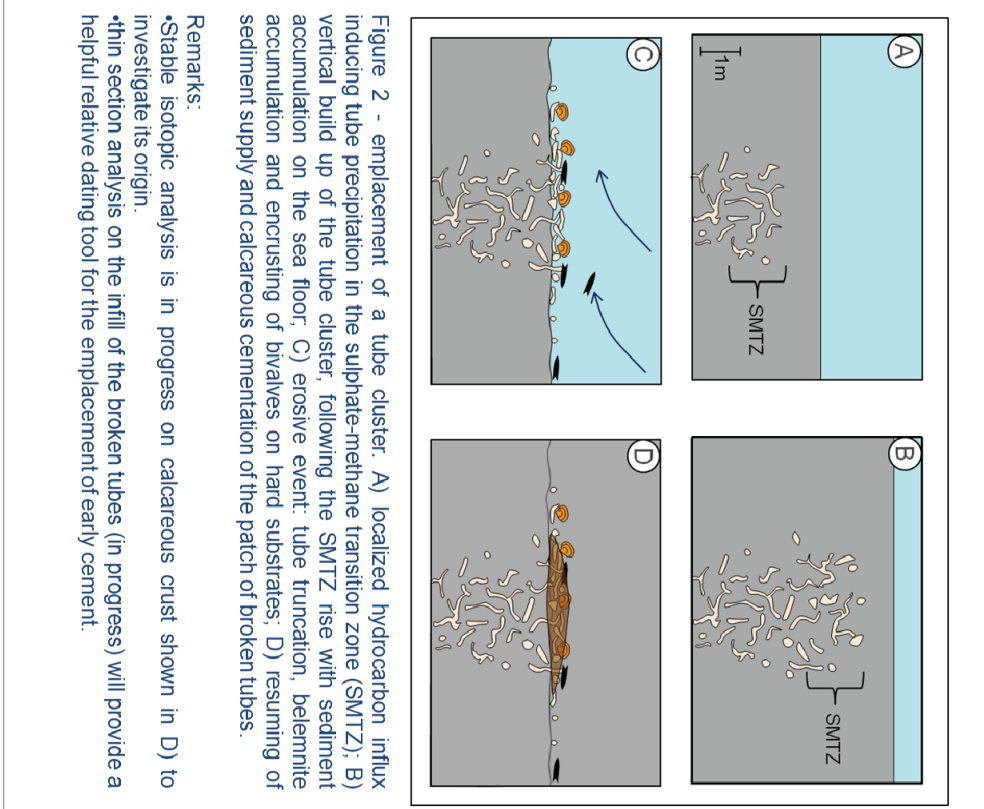 A
1m
SMTZ
B
SMTZ
C
D
Figure 2 - emplacement of a tube cluster. A) localized hydrocarbon influx
inducing tube precipitation in the sulphate-methane transition zone (SMTZ); B)
vertical build up of the tube cluster, following the SMTZ rise with sediment
accumulation on the sea floor; C) erosive event: tube truncation, belemnite
accumulation and encrusting of bivalves on hard substrates; D) resuming of
sediment supply and calcareous cementation of the patch of broken tubes.
Remarks:
•Stable isotopic analysis is in progress on calcareous crust shown in D) to
investigate its origin.
•thin section analysis on the infill of the broken tubes (in progress) will provide a
helpful relative dating tool for the emplacement of early cement.